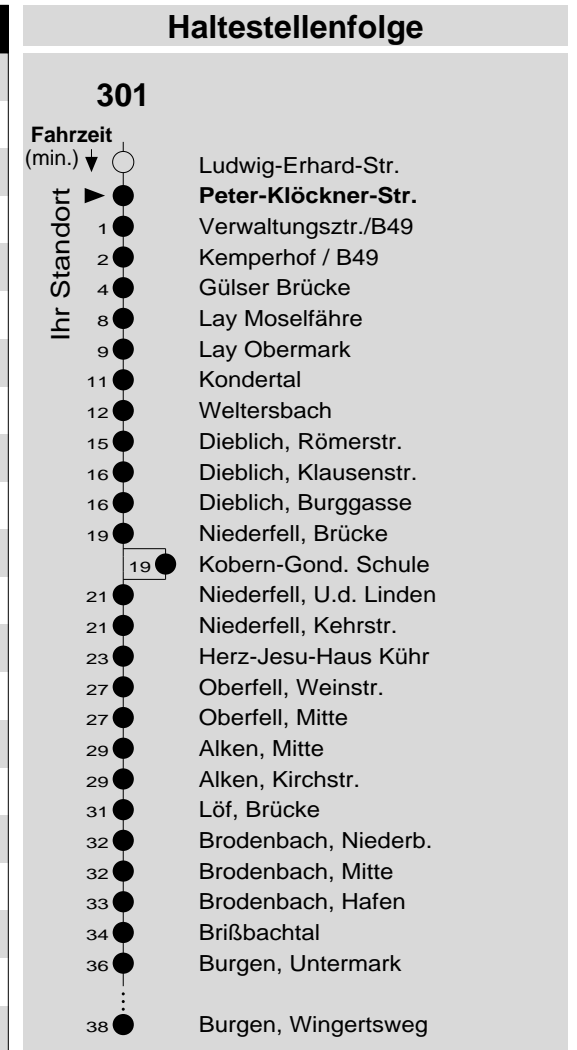 Haltestellenfolge
301
Fahrzeit
(min.)
Ihr Standort
Ludwig-Erhard-Str.
Peter-Klöckner-Str.
1 Verwaltungsztr./B49
2 Kemperhof / B49
4 Gülser Brücke
8 Lay Moselfähre
9 Lay Obermark
11 Kondertal
12 Weltersbach
15 Dieblich, Römerstr.
16 Dieblich, Klausenstr.
16 Dieblich, Burggasse
19 Niederfell, Brücke
19 Kobern-Gond. Schule
21 Niederfell, U.d. Linden
21 Niederfell, Kehrstr.
23 Herz-Jesu-Haus Kühr
27 Oberfell, Weinstr.
27 Oberfell, Mitte
29 Alken, Mitte
29 Alken, Kirchstr.
31 Löf, Brücke
32 Brodenbach, Niederb.
32 Brodenbach, Mitte
33 Brodenbach, Hafen
34 Brißbachtal
36 Burgen, Untermark
38 Burgen, Wingertsweg